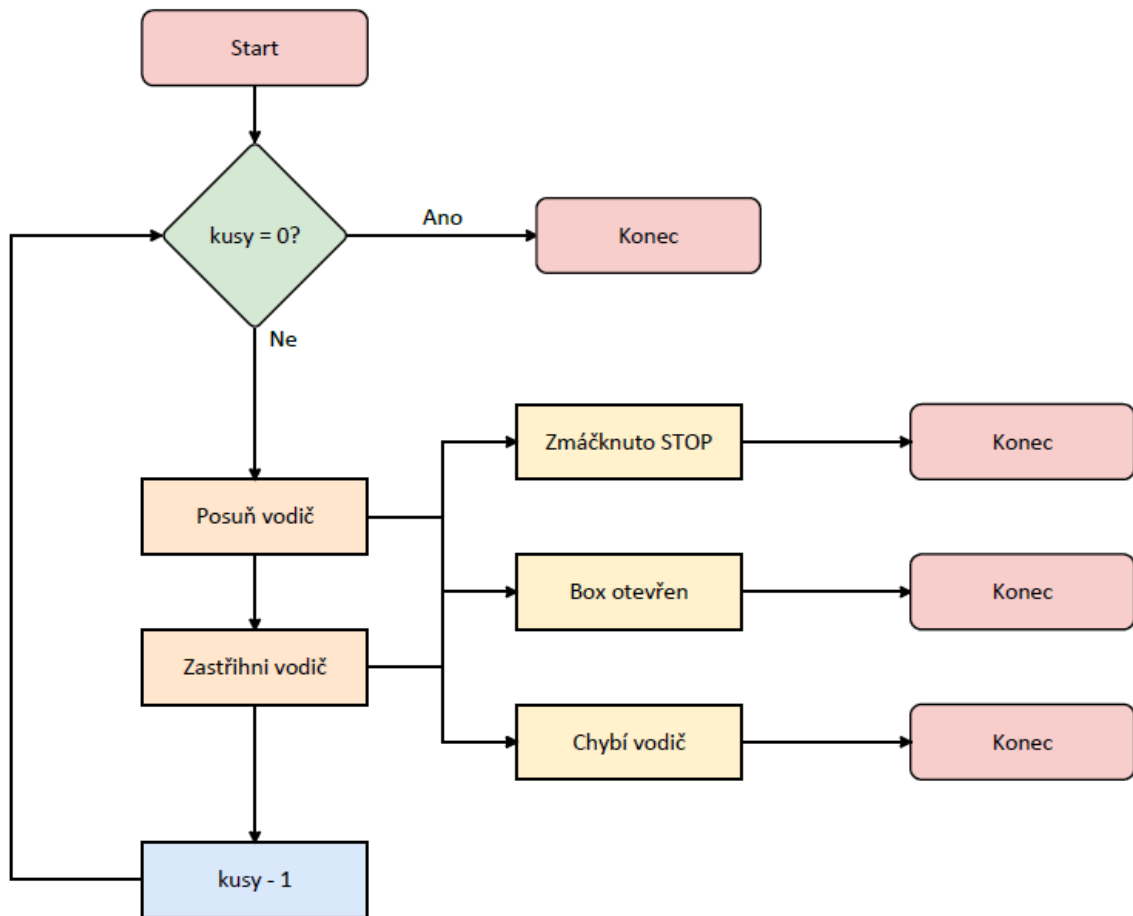 Start
kusy = 0?
Ano
Konec
Ne
Zmáčknuto STOP
Konec
Posuň vodič
Box otevřen
Konec
Zastřihni vodič
Chybí vodič
Konec
kusy - 1